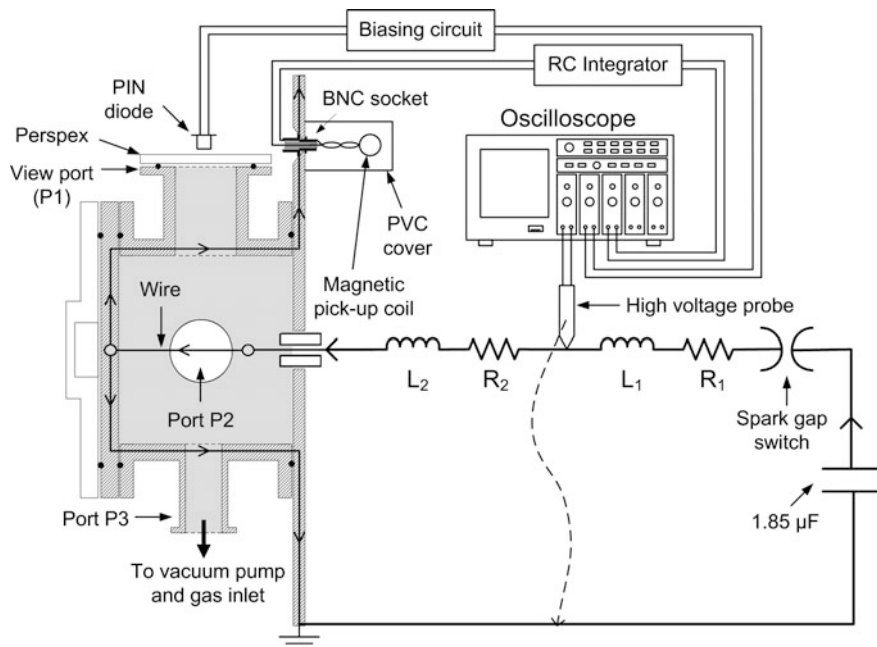 Biasing circuit
RC Integrator
PIN
diode
BNC socket
Oscilloscope
Perspex
View port
(P1)
PVC
cover
Magnetic
pick-up coil
High voltage probe
Wire
L₂
R₂
L₁
R₁
Port P2
Spark gap
switch
Port P3
1.85 µF
To vacuum pump
and gas inlet